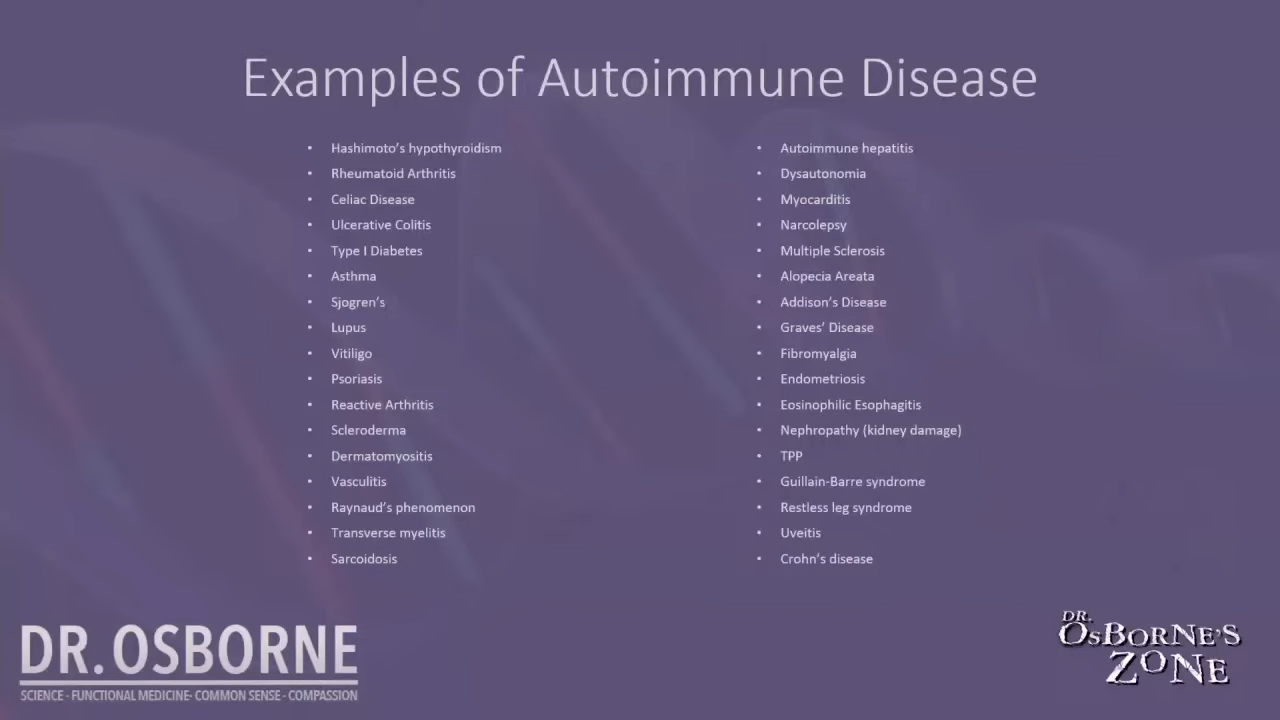 Examples of Autoimmune Disease
• Hashimoto's hypothyroidism
• Rheumatoid Arthritis
• Celiac Disease
• Ulcerative Colitis
• Type I Diabetes
• Asthma
• Sjogren's
• Lupus
• Vitiligo
• Psoriasis
• Reactive Arthritis
• Scleroderma
• Dermatomyositis
• Vasculitis
• Raynaud's phenomenon
• Transverse myelitis
• Sarcoidosis
• Autoimmune hepatitis
• Dysautonomia
• Myocarditis
• Narcolepsy
• Multiple Sclerosis
• Alopecia Areata
• Addison's Disease
• Graves' Disease
• Fibromyalgia
• Endometriosis
• Eosinophilic Esophagitis
• Nephropathy (kidney damage)
• TPP
• Guillain-Barre syndrome
• Restless leg syndrome
• Uveitis
• Crohn's disease
DR. OSBORNE
SCIENCE - FUNCTIONAL MEDICINE- COMMON SENSE - COMPASSION
DR.
OSBORNE'S
ZONE